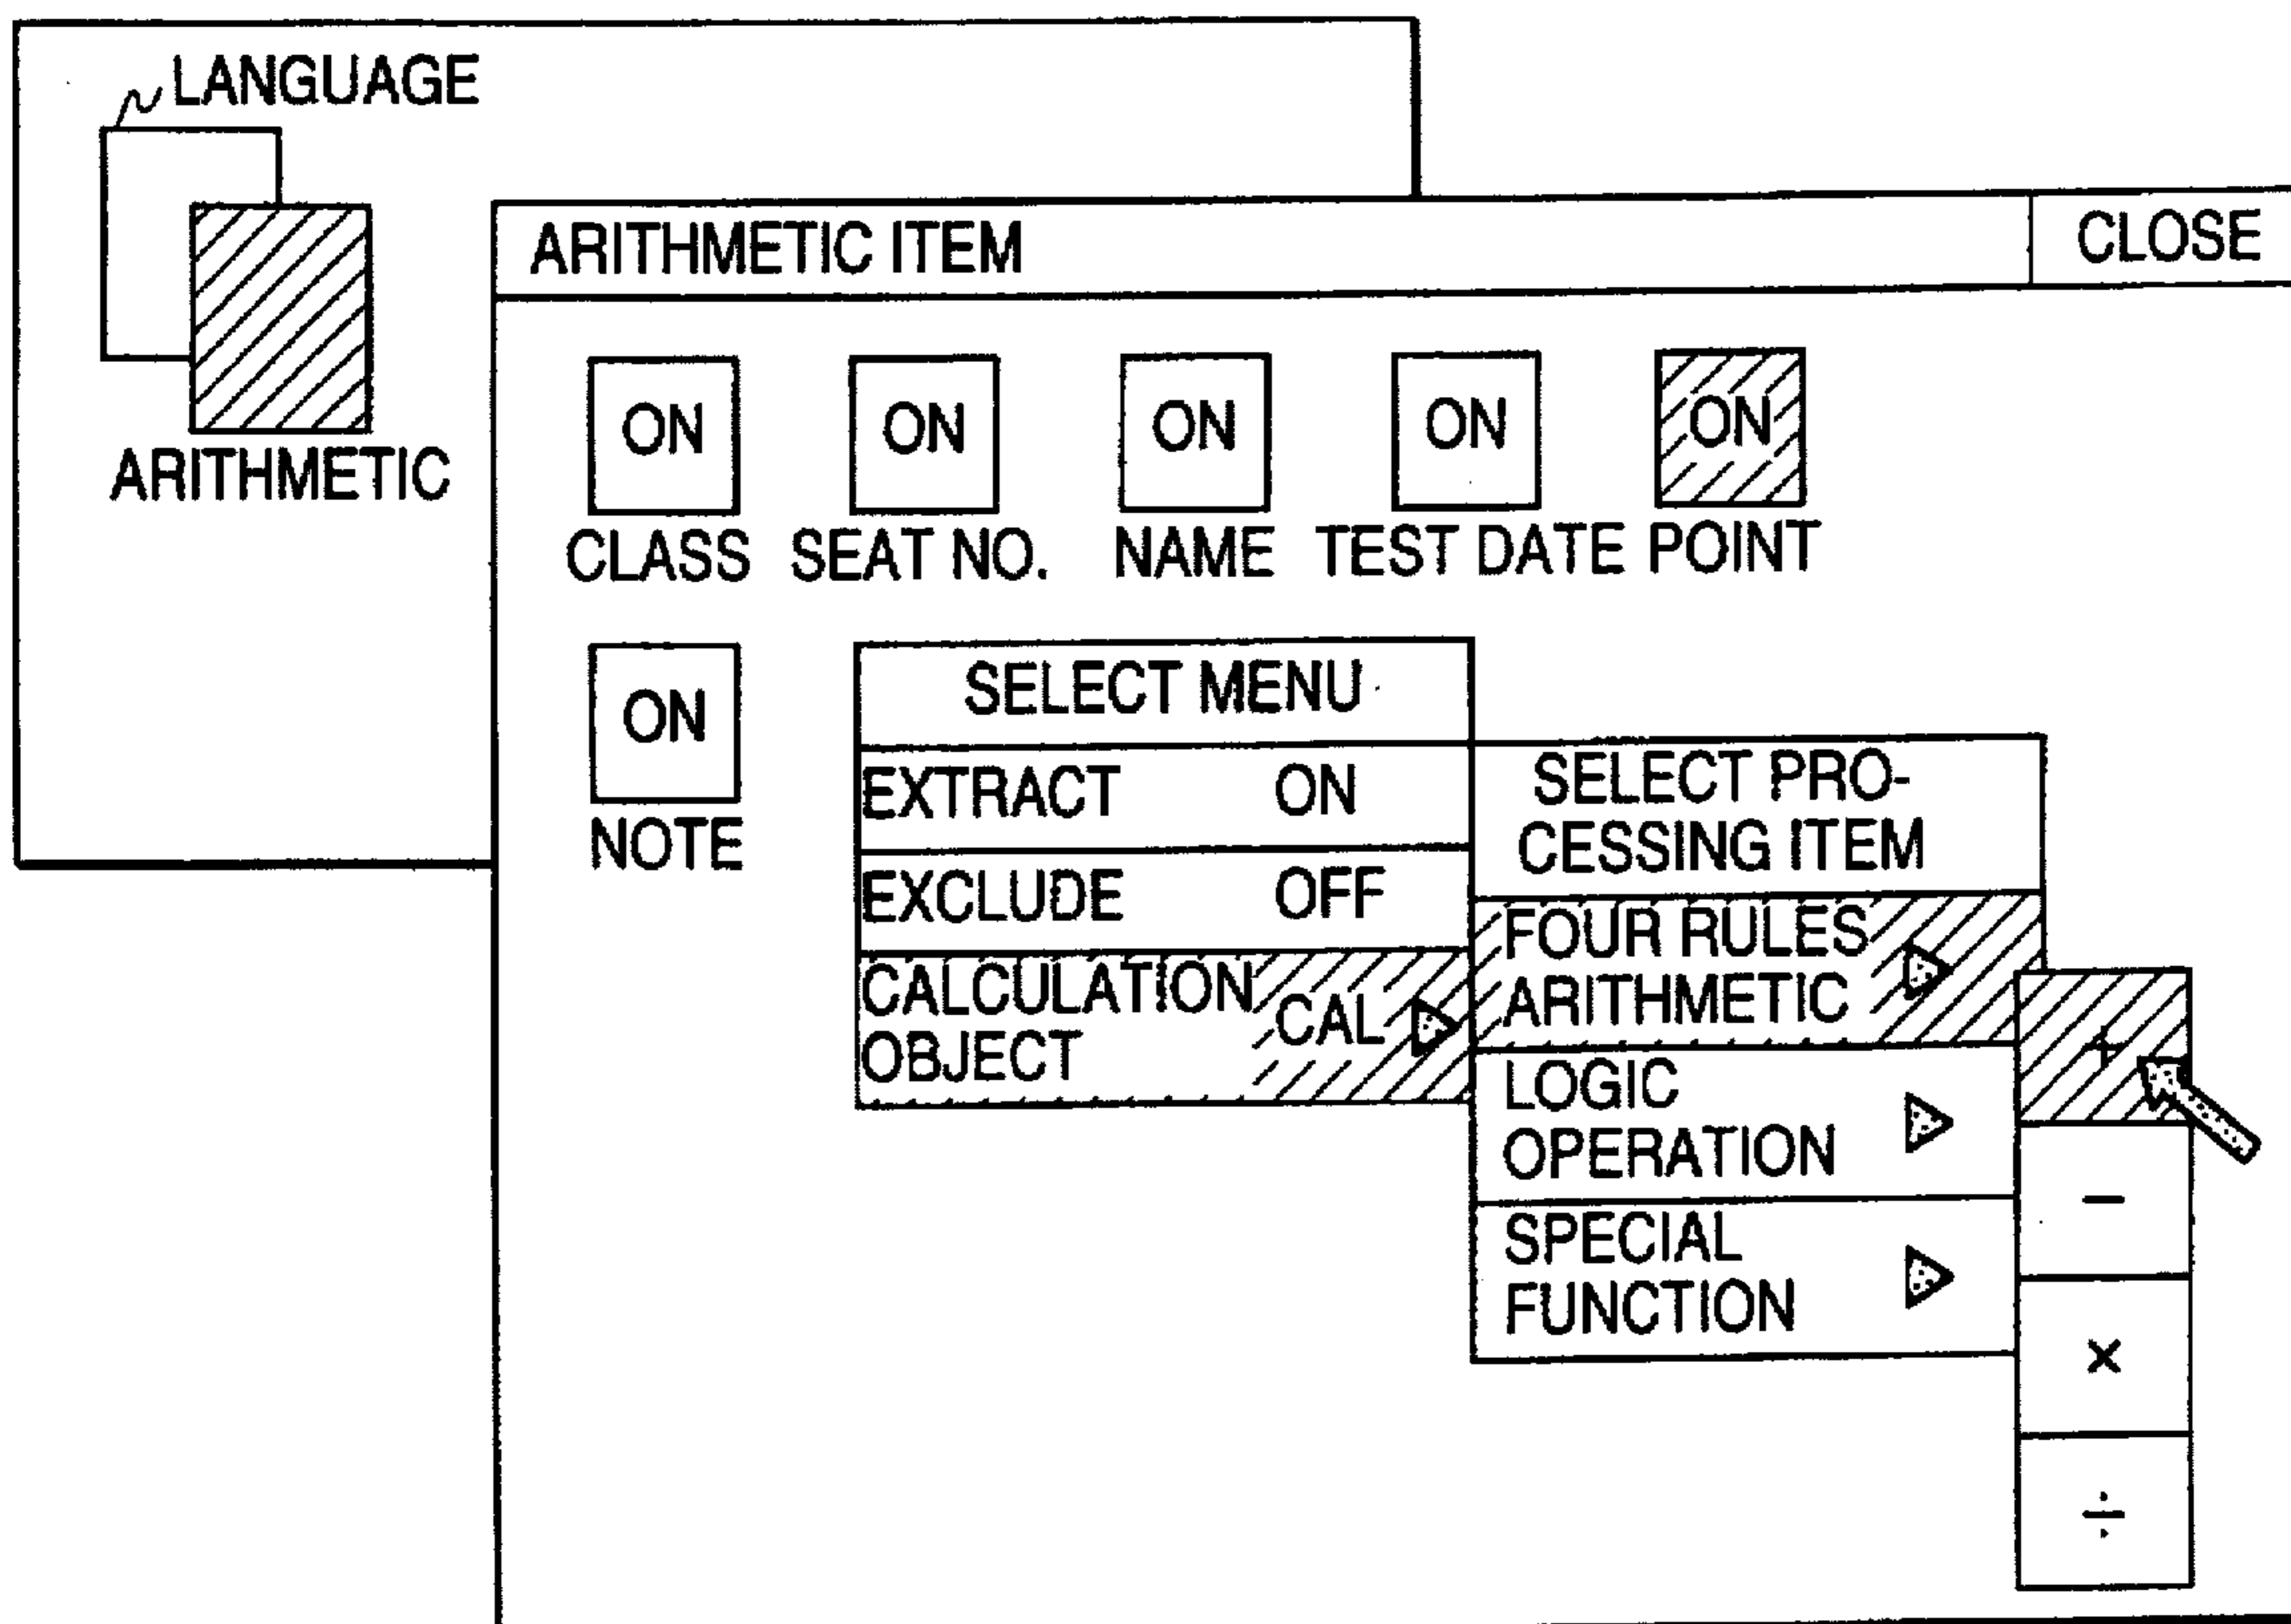 LANGUAGE
ARITHMETIC
ARITHMETIC ITEM
CLOSE
ON ON ON ON ON
CLASS SEAT NO. NAME TEST DATE POINT
ON
NOTE
SELECT MENU
EXTRACT ON
EXCLUDE OFF
CALCULATION
OBJECT
CAL
SELECT PRO-
CESSING ITEM
FOUR RULES
ARITHMETIC
LOGIC
OPERATION
SPECIAL
FUNCTION
+
−
×
÷